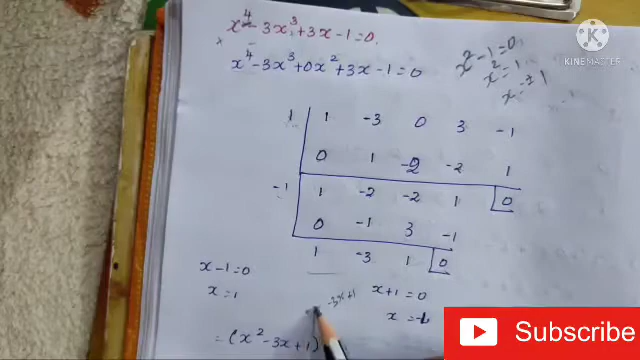 x⁴ - 3x³ + 3x - 1 = 0.
x⁴ - 3x³ + 0x² + 3x - 1 = 0
x² - 1 = 0
x² = 1
x = ±1
KINEMASTER
1 | 1 -3 0 3 -1
0 1 -2 -2 1
-1 | 1 -2 -2 1 | 0
0 -1 3 -1
1 -3 1 | 0
x - 1 = 0
x = 1
-3x+1
x + 1 = 0
x = -1
= (x² - 3x + 1)
Subscribe